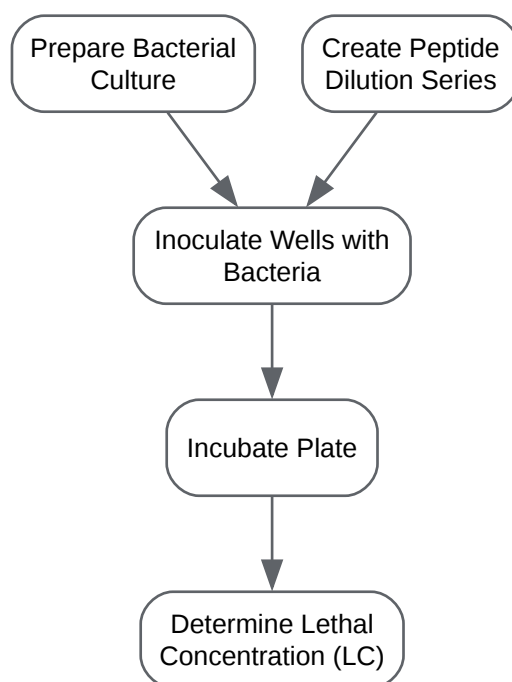 Prepare Bacterial
Culture
Create Peptide
Dilution Series
Inoculate Wells with
Bacteria
Incubate Plate
Determine Lethal
Concentration (LC)